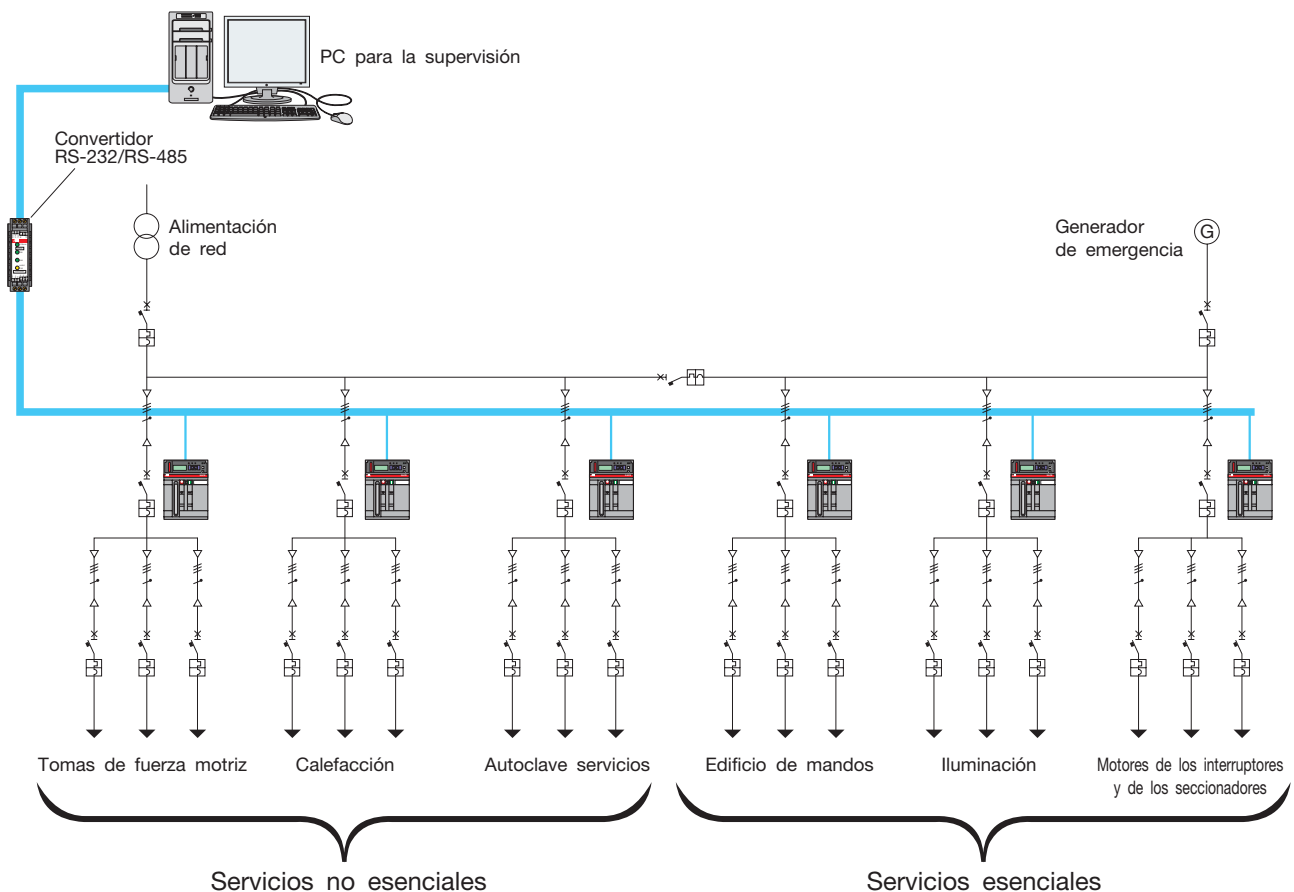 PC para la supervisión
Convertidor
RS-232/RS-485
Alimentación
de red
Generador
de emergencia
G
Tomas de fuerza motriz
Calefacción
Autoclave servicios
Edificio de mandos
Iluminación
Motores de los interruptores
y de los seccionadores
Servicios no esenciales
Servicios esenciales